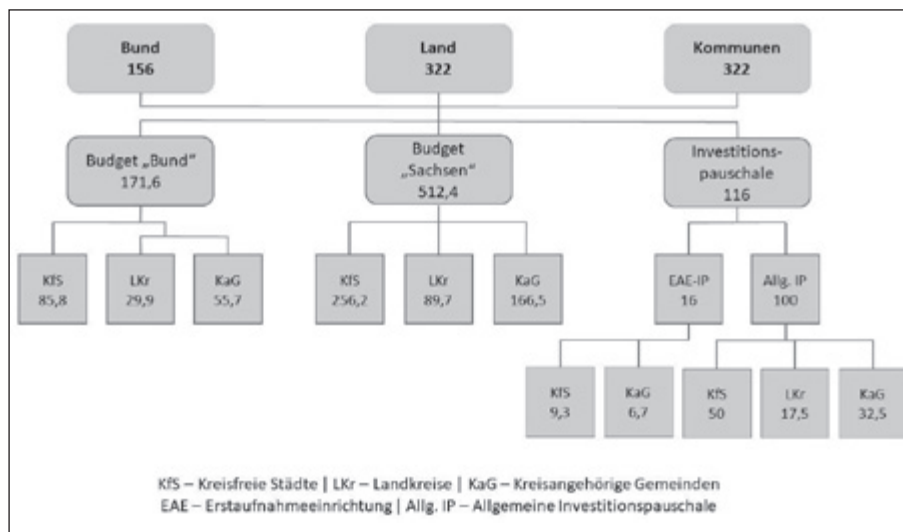 Bund
156
Land
322
Kommunen
322
Budget „Bund“
171,6
Budget
„Sachsen“
512,4
Investitions-
pauschale
116
KfS
85,8
LKr
29,9
KaG
55,7
KfS
256,2
LKr
89,7
KaG
166,5
EAE-IP
16
Allg. IP
100
KfS
9,3
KaG
6,7
KfS
50
LKr
17,5
KaG
32,5
KfS – Kreisfreie Städte | LKr – Landkreise | KaG – Kreisangehörige Gemeinden
EAE – Erstaufnahmeeinrichtung | Allg. IP – Allgemeine Investitionspauschale